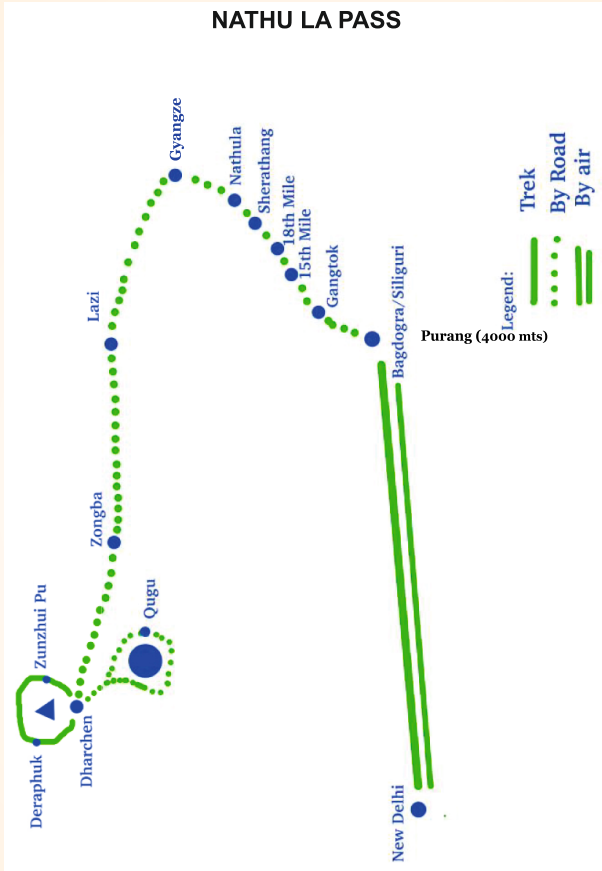 NATHU LA PASS
Gyangze
Nathula
Sherathang
18th Mile
15th Mile
Gangtok
Bagdogra/Siliguri
Purang (4000 mts)
Lazi
Zongba
Qugu
Zunzhui Pu
Dharchen
Deraphuk
New Delhi
Legend:
Trek
By Road
By air